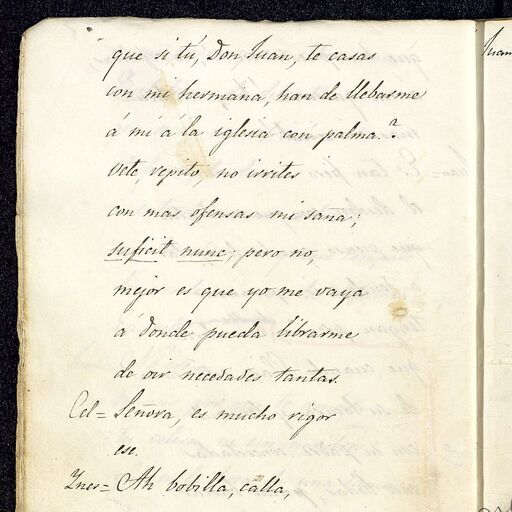 que si tú, Don Juan, te casas
con mi hermana, han de llebarme
á mí á la iglesia con palma?
vete, repito, no irrites
con mas ofensas mi saña;
suficit nunc; pero no,
mejor es que yo me vaya
á donde pueda librarme
de oir necedades tantas.
Cel= Señora, es mucho rigor
ese.
Ines= Ah bobilla, calla,
Juan